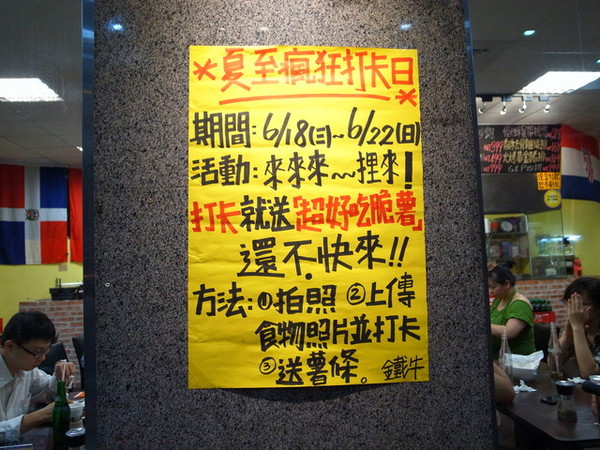 *夏至瘋狂打卡日*
期間:6/18(三)~6/22(日)
活動:來來來~裡來!
打卡就送「超好吃脆薯」
還不快來!!
方法:①拍照 ②上傳
食物照片並打卡
③送薯條。 鐵牛